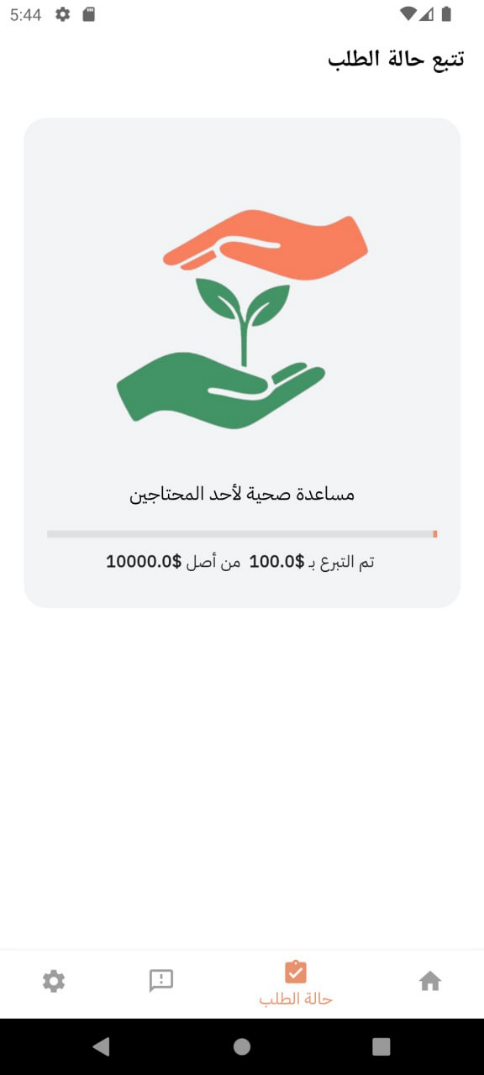 5:44
تتبع حالة الطلب
مساعدة صحية لأحد المحتاجين
تم التبرع بـ 100.0$ من أصل 10000.0$
حالة الطلب